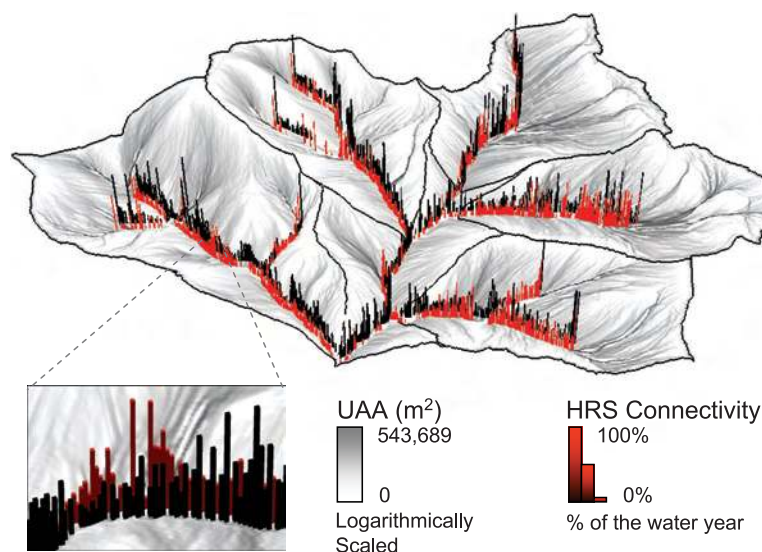 UAA (m²)
543,689
0
Logarithmically
Scaled
HRS Connectivity
100%
0%
% of the water year